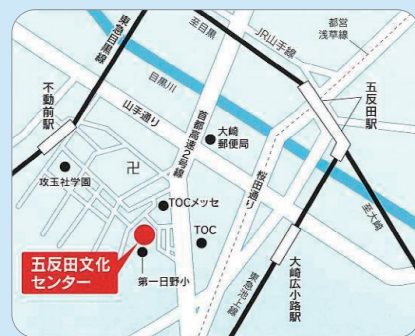 東急目黒線
至目黒
JR山手線
都営
浅草線
不動前駅
目黒川
山手通り
首都高速2号線
大崎
郵便局
五反田駅
攻玉社学園
卍
TOCメッセ
桜田通り
至大崎
TOC
五反田文化
センター
第一日野小
東急池上線
大崎広小路駅